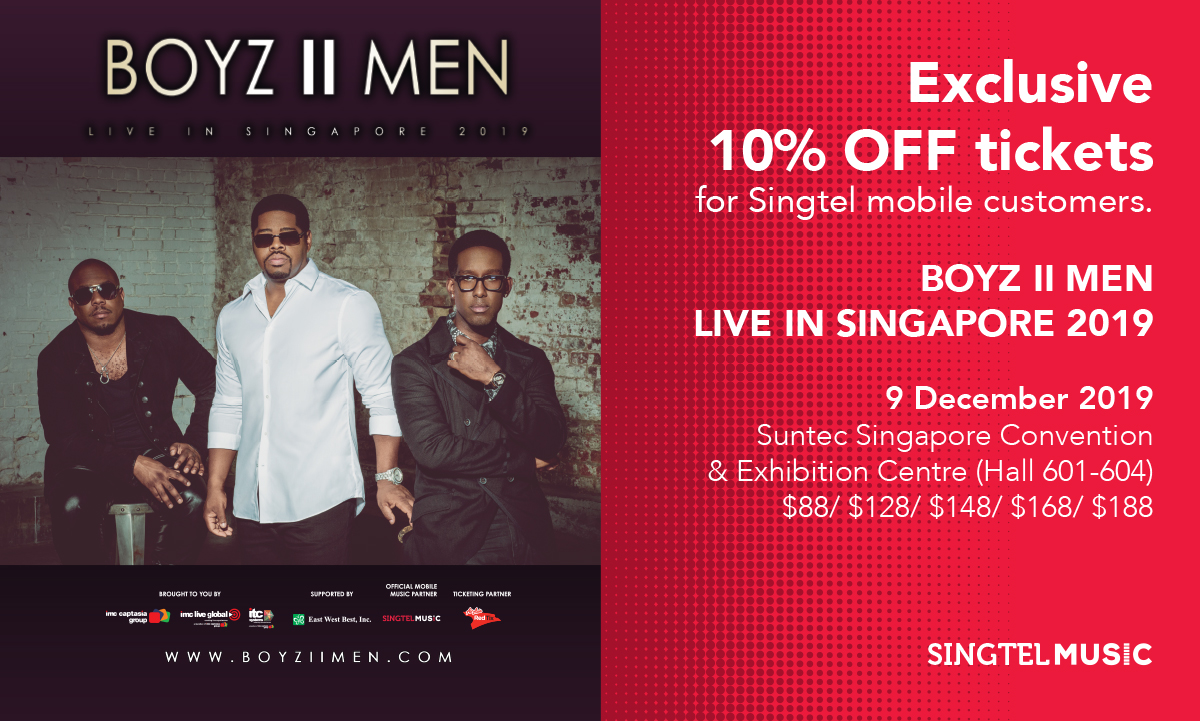 BOYZ II MEN
LIVE IN SINGAPORE 2019
BROUGHT TO YOU BY
imc captasia group
imc live global
itc
SUPPORTED BY
East West Best, Inc.
OFFICIAL MOBILE
MUSIC PARTNER
SINGTEL MUSIC
TICKETING PARTNER
WWW.BOYZIIMEN.COM
Exclusive
10% OFF tickets
for Singtel mobile customers.
BOYZ II MEN
LIVE IN SINGAPORE 2019
9 December 2019
Suntec Singapore Convention
& Exhibition Centre (Hall 601-604)
$88/ $128/ $148/ $168/ $188
SINGTEL MUSIC